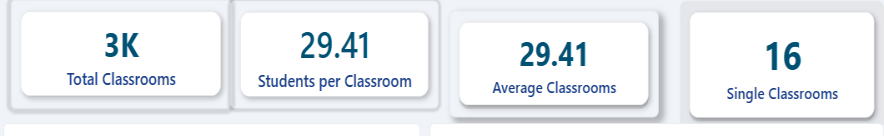 3K
Total Classrooms
29.41
Students per Classroom
29.41
Average Classrooms
16
Single Classrooms